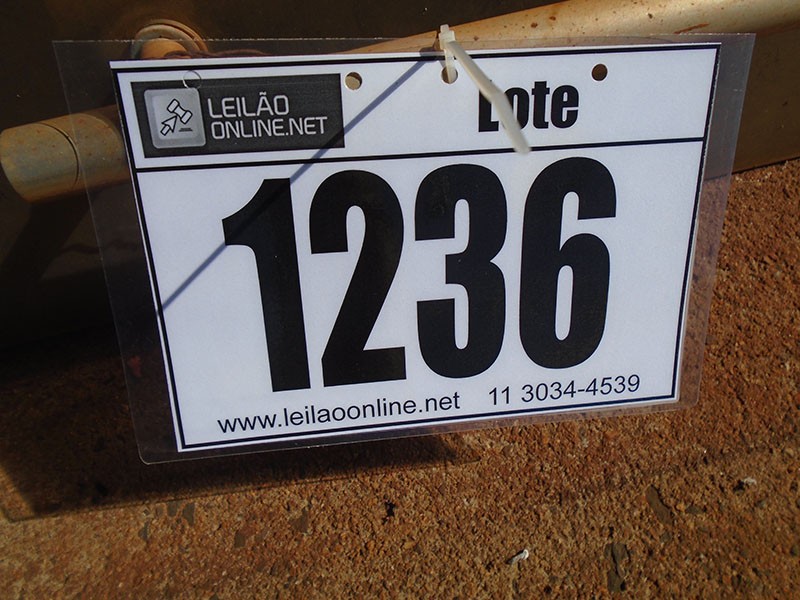 LEILÃO
ONLINE.NET
Lote
1236
www.leilaoonline.net 11 3034-4539